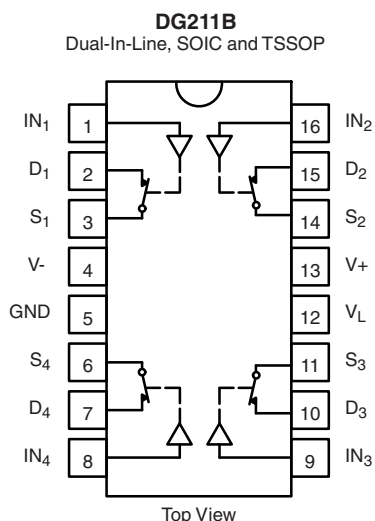 DG211B
Dual-In-Line, SOIC and TSSOP
IN1 1 16 IN2
D1 2 15 D2
S1 3 14 S2
V- 4 13 V+
GND 5 12 VL
S4 6 11 S3
D4 7 10 D3
IN4 8 9 IN3
Top View